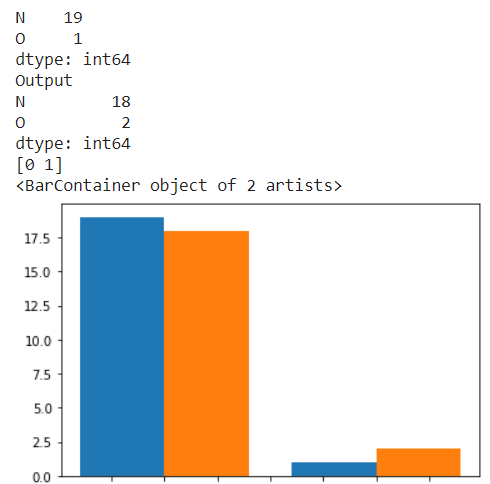 N    19
O     1
dtype: int64
Output
N         18
O          2
dtype: int64
[0 1]
<BarContainer object of 2 artists>
17.5
15.0
12.5
10.0
7.5
5.0
2.5
0.0